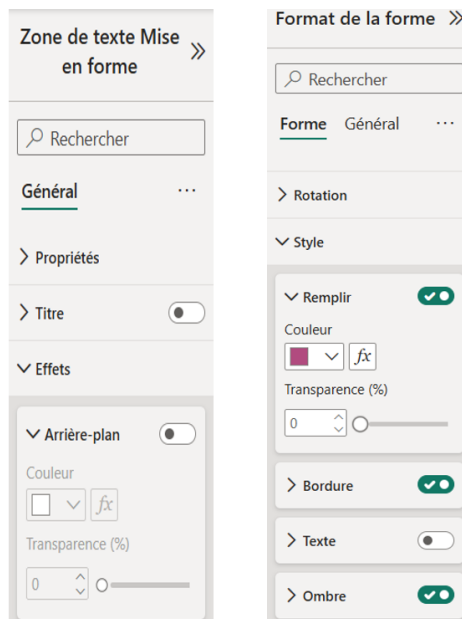 Zone de texte Mise
en forme
Rechercher
Général
Propriétés
Titre
Effets
Arrière-plan
Couleur
fx
Transparence (%)
0
Format de la forme
Rechercher
Forme Général
Rotation
Style
Remplir
Couleur
fx
Transparence (%)
0
Bordure
Texte
Ombre